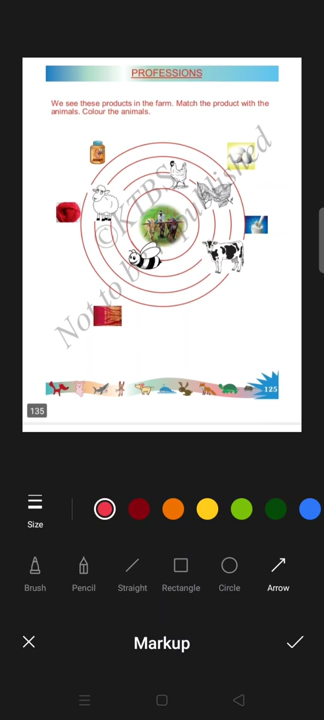 PROFESSIONS
We see these products in the farm. Match the product with the
animals. Colour the animals.
©KTBS
Not to be republished
125
135
Size
Brush
Pencil
Straight
Rectangle
Circle
Arrow
Markup